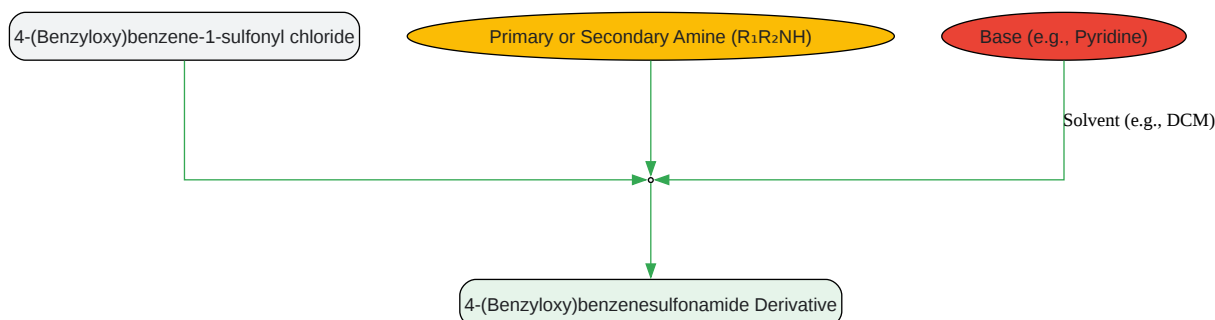 4-(Benzyloxy)benzene-1-sulfonyl chloride
Primary or Secondary Amine (R₁R₂NH)
Base (e.g., Pyridine)
Solvent (e.g., DCM)
4-(Benzyloxy)benzenesulfonamide Derivative